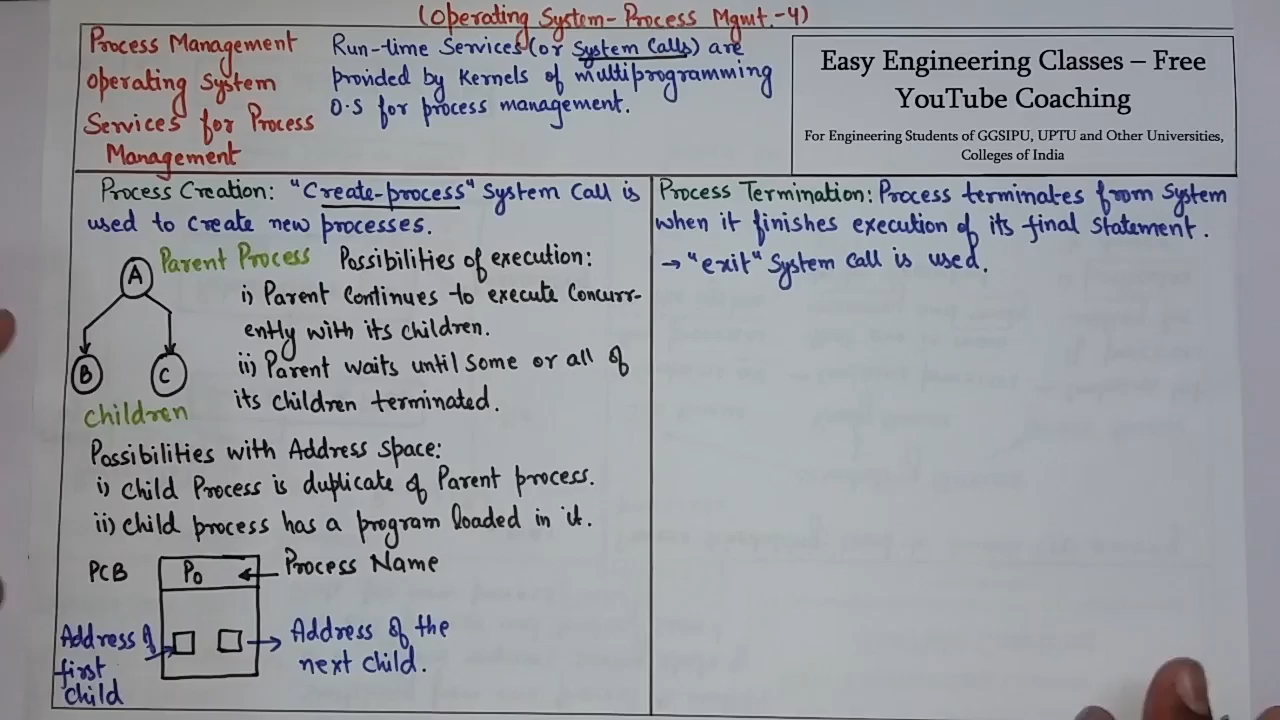 (Operating System- Process Mgmt.-4)
Process Management
Operating System
Services for Process
Management
Run-time Services (or System Calls) are
provided by Kernels of multiprogramming
O.S for process management.
Easy Engineering Classes – Free
YouTube Coaching
For Engineering Students of GGSIPU, UPTU and Other Universities,
Colleges of India
Process Creation: "Create-process" System Call is
used to create new processes.
A Parent Process
B
C
Children
Possibilities of execution:
i) Parent continues to execute concurr-
ently with its children.
ii) Parent waits until some or all of
its children terminated.
Possibilities with Address Space:
i) Child Process is duplicate of Parent process.
ii) Child process has a program loaded in it.
PCB
P0
Process Name
Address of
first
child
Address of the
next child.
Process Termination: Process terminates from System
when it finishes execution of its final statement.
→ "exit" System call is used.